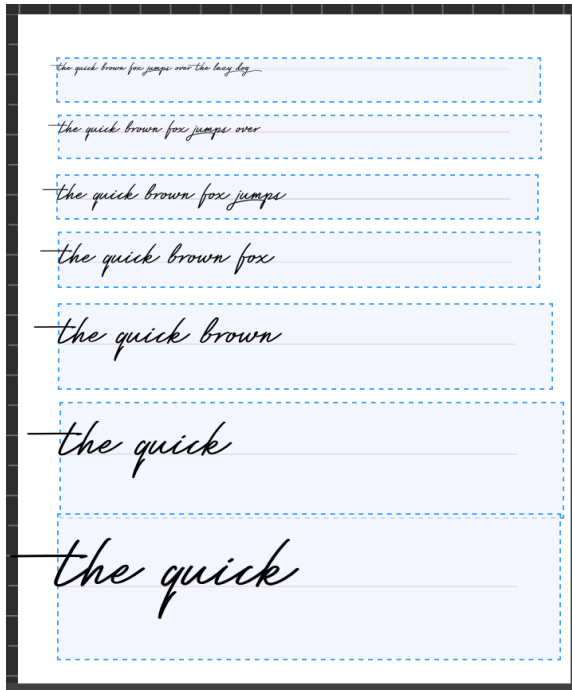 the quick brown fox jumps over the lazy dog
the quick brown fox jumps over
the quick brown fox jumps
the quick brown fox
the quick brown
the quick
the quick